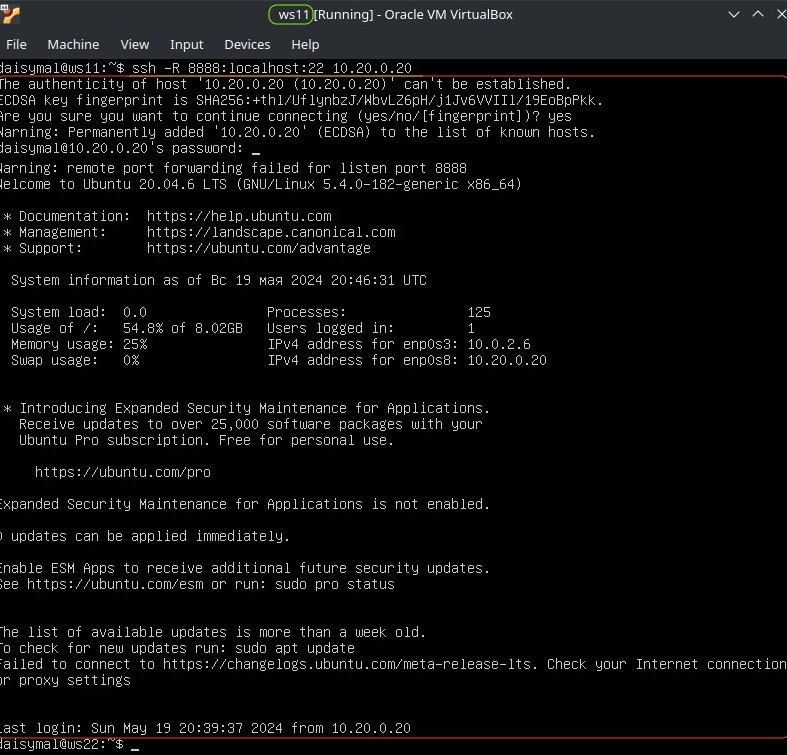 ws11 [Running] - Oracle VM VirtualBox
File Machine View Input Devices Help
daisymal@ws11:~$ ssh -R 8888:localhost:22 10.20.0.20
The authenticity of host '10.20.0.20 (10.20.0.20)' can't be established.
ECDSA key fingerprint is SHA256:+thl/UflynbzJ/WbvLZ6pH/j1Jv6VVIIl/19EoBpPkk.
Are you sure you want to continue connecting (yes/no/[fingerprint])? yes
Warning: Permanently added '10.20.0.20' (ECDSA) to the list of known hosts.
daisymal@10.20.0.20's password: _
Warning: remote port forwarding failed for listen port 8888
Welcome to Ubuntu 20.04.6 LTS (GNU/Linux 5.4.0-182-generic x86_64)
* Documentation: https://help.ubuntu.com
* Management: https://landscape.canonical.com
* Support: https://ubuntu.com/advantage
System information as of Вс 19 мая 2024 20:46:31 UTC
System load: 0.0 Processes: 125
Usage of /: 54.8% of 8.02GB Users logged in: 1
Memory usage: 25% IPv4 address for enp0s3: 10.0.2.6
Swap usage: 0% IPv4 address for enp0s8: 10.20.0.20
* Introducing Expanded Security Maintenance for Applications.
Receive updates to over 25,000 software packages with your
Ubuntu Pro subscription. Free for personal use.
https://ubuntu.com/pro
Expanded Security Maintenance for Applications is not enabled.
0 updates can be applied immediately.
Enable ESM Apps to receive additional future security updates.
See https://ubuntu.com/esm or run: sudo pro status
The list of available updates is more than a week old.
To check for new updates run: sudo apt update
Failed to connect to https://changelogs.ubuntu.com/meta-release-lts. Check your Internet connection
or proxy settings
Last login: Sun May 19 20:39:37 2024 from 10.20.0.20
daisymal@ws22:~$ _